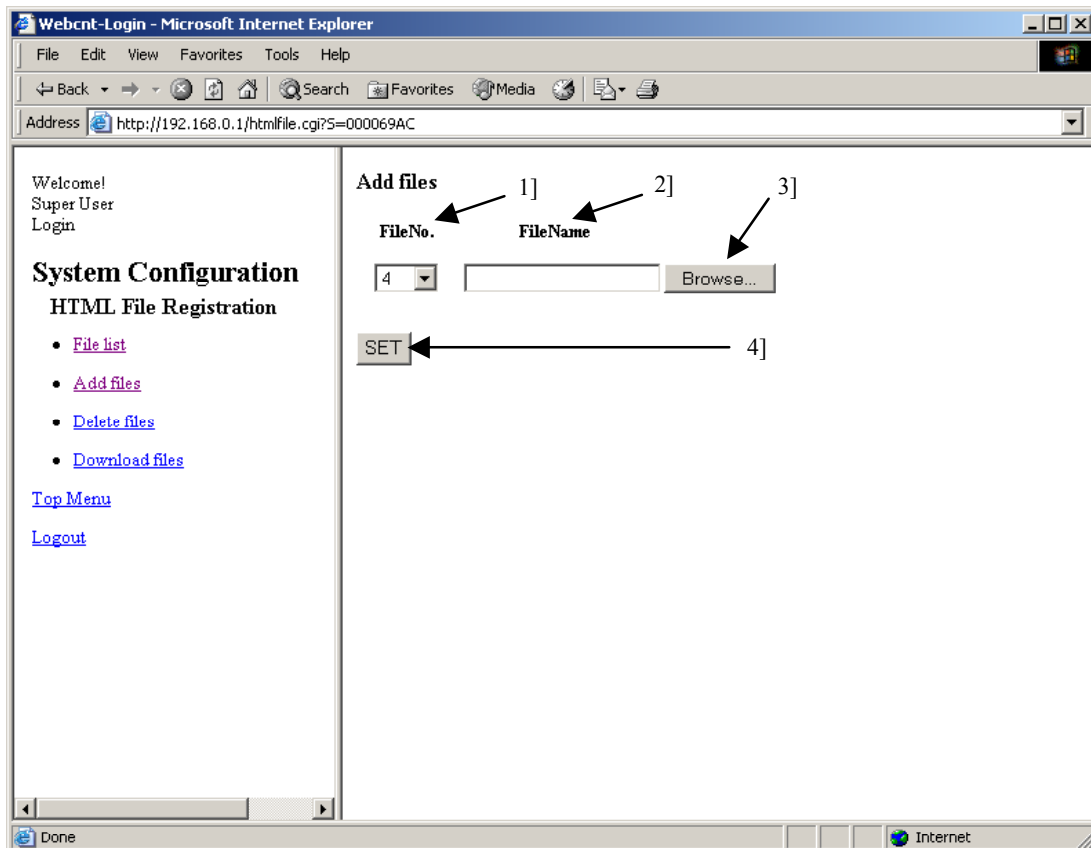 Webcnt-Login - Microsoft Internet Explorer
File Edit View Favorites Tools Help
Back Search Favorites Media
Address http://192.168.0.1/htmlfile.cgi?S=000069AC
Welcome!
Super User
Login
System Configuration
HTML File Registration
File list
Add files
Delete files
Download files
Top Menu
Logout
Add files
1] 2] 3]
FileNo. FileName
4 Browse...
SET 4]
Done Internet